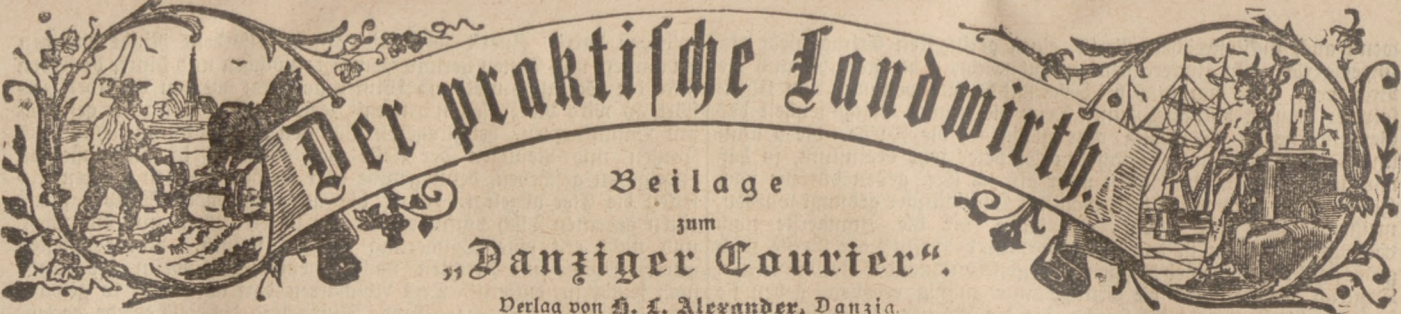 Der praktiſche Landwirth.
Beilage
zum
„Danziger Courier“.
Verlag von H. L. Alexander, Danzig.